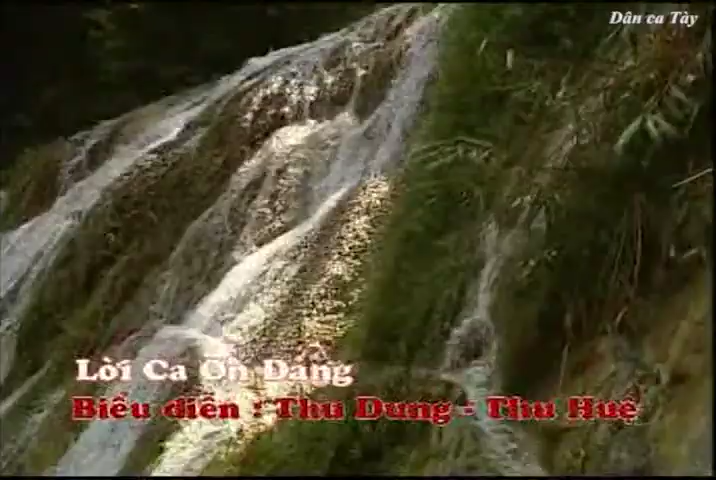 Dân ca Tày
Lời Ca Ơn Đảng
Biểu diễn : Thu Dung - Thu Huệ